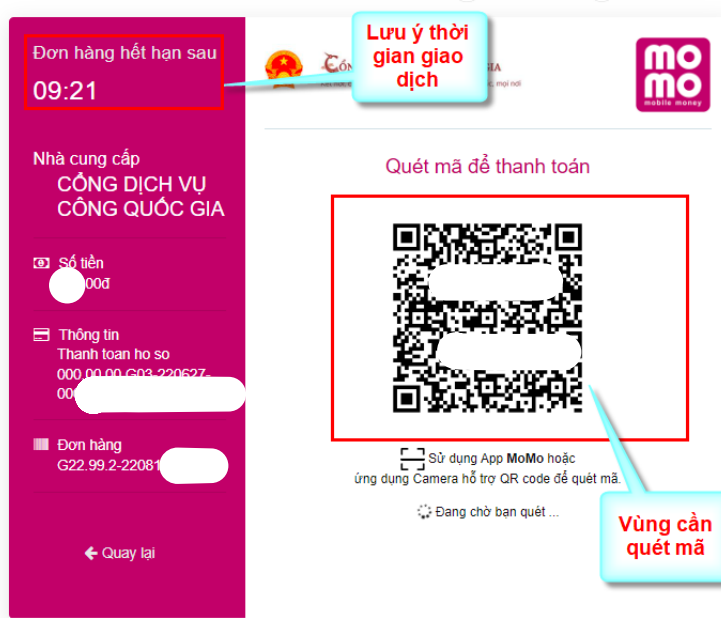 Đơn hàng hết hạn sau
09:21
Lưu ý thời
gian giao
dịch
mo
mo
mobile money
Nhà cung cấp
CỔNG DỊCH VỤ
CÔNG QUỐC GIA
Số tiền
00đ
Thông tin
Thanh toan ho so
000.00.00.G03-220627-
00
Đơn hàng
G22.99.2-22081
Quay lại
Quét mã để thanh toán
Sử dụng App MoMo hoặc
ứng dụng Camera hỗ trợ QR code để quét mã.
Đang chờ bạn quét ...
Vùng cần
quét mã